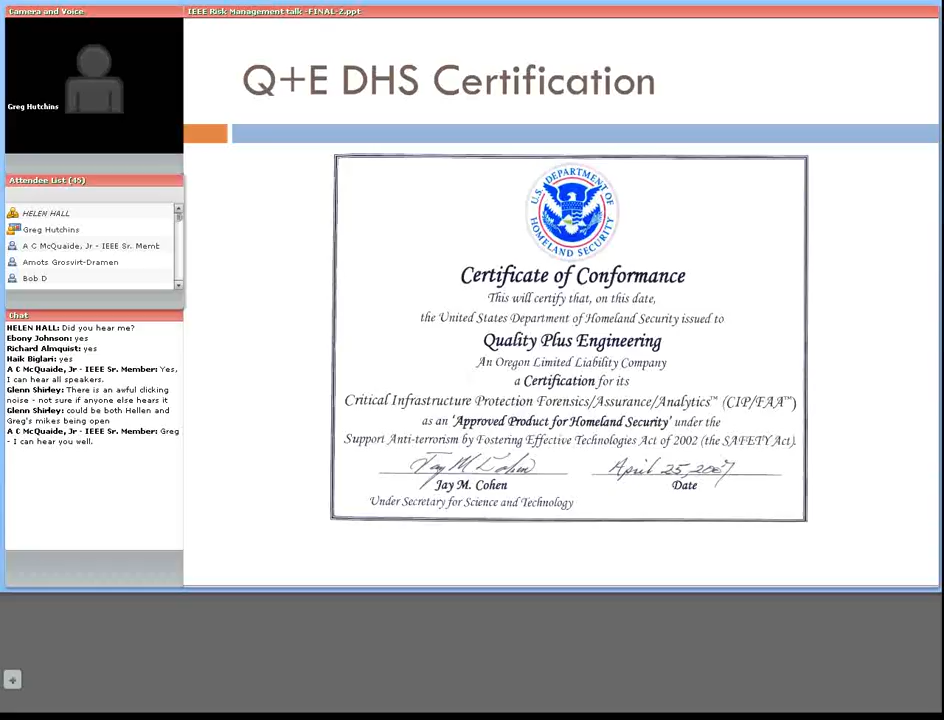 Camera and Voice
IEEE Risk Management talk -FINAL-2.ppt
Greg Hutchins
Attendee List (45)
HELEN HALL
Greg Hutchins
A C McQuaide, Jr - IEEE Sr. Memb
Amots Grosvirt-Dramen
Bob D
Chat
HELEN HALL: Did you hear me?
Ebony Johnson: yes
Richard Almquist: yes
Haik Biglari: yes
A C McQuaide, Jr - IEEE Sr. Member: Yes,
I can hear all speakers.
Glenn Shirley: There is an awful clicking
noise - not sure if anyone else hears it
Glenn Shirley: could be both Hellen and
Greg's mikes being open
A C McQuaide, Jr - IEEE Sr. Member: Greg
- I can hear you well.
Q+E DHS Certification
U.S. DEPARTMENT OF
HOMELAND SECURITY
Certificate of Conformance
This will certify that, on this date,
the United States Department of Homeland Security issued to
Quality Plus Engineering
An Oregon Limited Liability Company
a Certification for its
Critical Infrastructure Protection Forensics/Assurance/Analytics™ (CIP/FAA™)
as an 'Approved Product for Homeland Security' under the
Support Anti-terrorism by Fostering Effective Technologies Act of 2002 (the SAFETY Act).
Jay M Cohen April 25, 2007
Jay M. Cohen Date
Under Secretary for Science and Technology